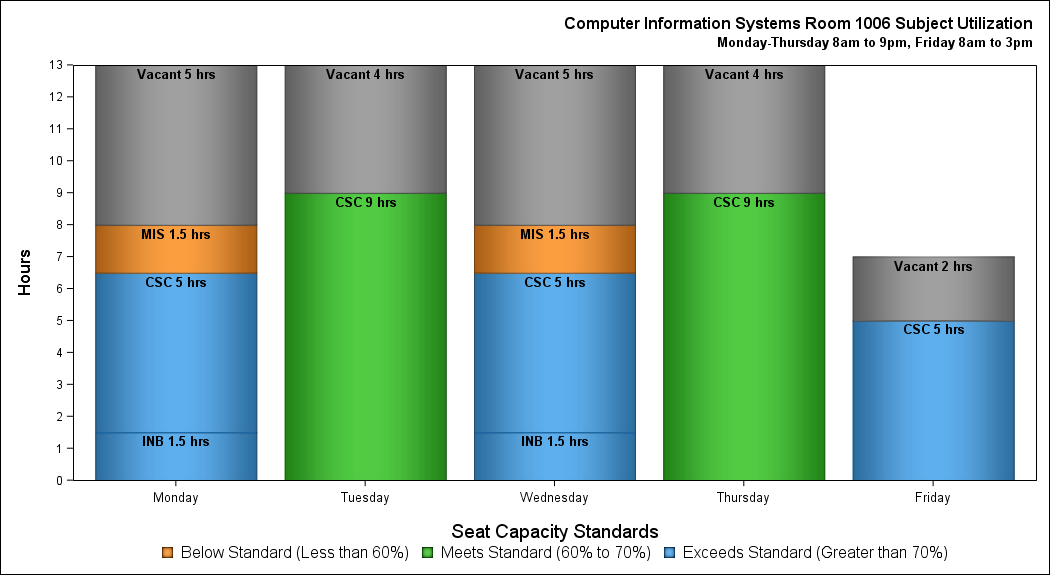 Computer Information Systems Room 1006 Subject Utilization
Monday-Thursday 8am to 9pm, Friday 8am to 3pm
Hours
13
12
11
10
9
8
7
6
5
4
3
2
1
0
Vacant 5 hrs
MIS 1.5 hrs
CSC 5 hrs
INB 1.5 hrs
Vacant 4 hrs
CSC 9 hrs
Vacant 5 hrs
MIS 1.5 hrs
CSC 5 hrs
INB 1.5 hrs
Vacant 4 hrs
CSC 9 hrs
Vacant 2 hrs
CSC 5 hrs
Monday Tuesday Wednesday Thursday Friday
Seat Capacity Standards
Below Standard (Less than 60%) Meets Standard (60% to 70%) Exceeds Standard (Greater than 70%)